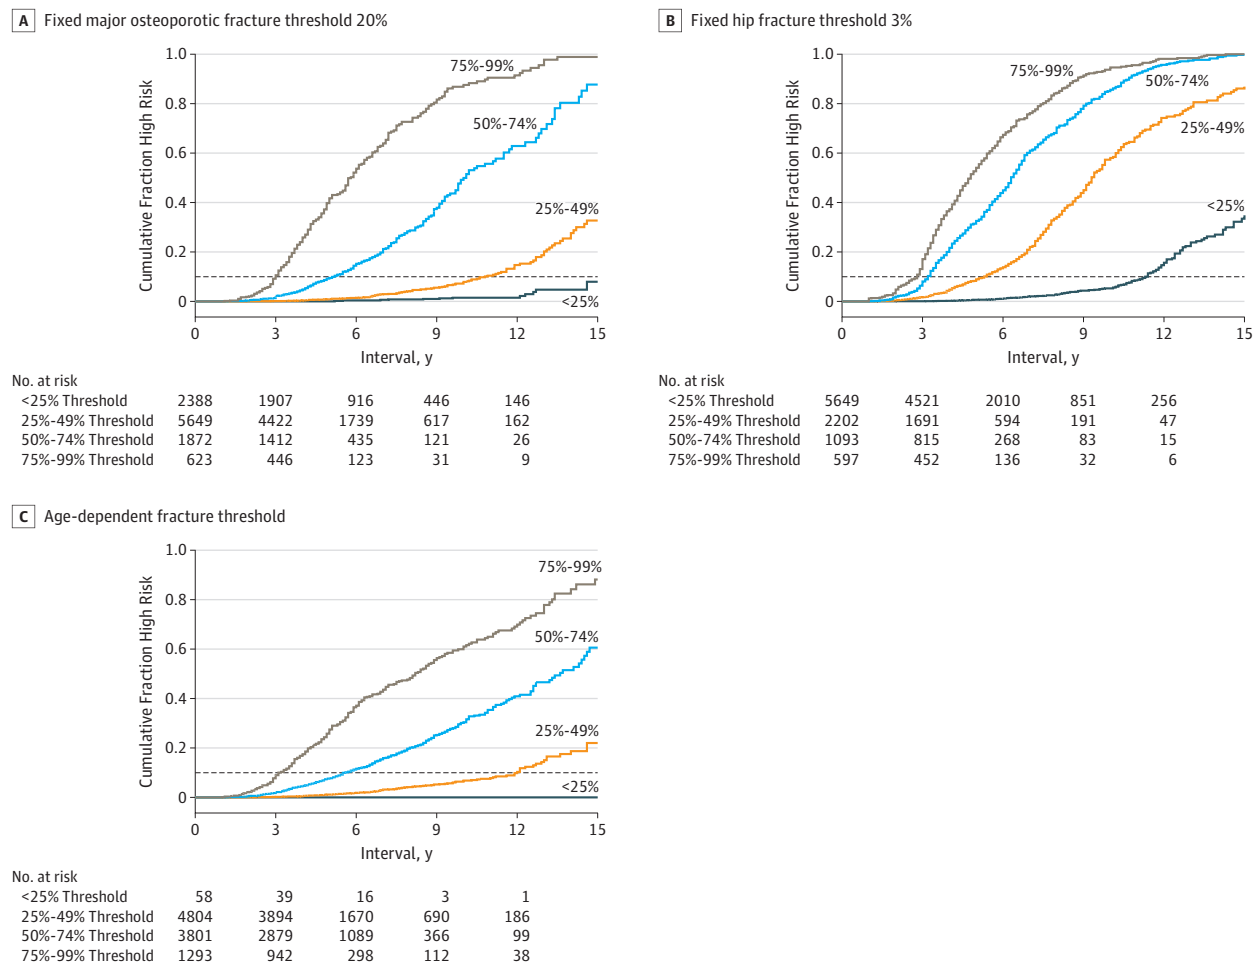 A Fixed major osteoporotic fracture threshold 20%
Cumulative Fraction High Risk
1.0
0.8
0.6
0.4
0.2
0
75%-99%
50%-74%
25%-49%
<25%
0 3 6 9 12 15
Interval, y
No. at risk
<25% Threshold 2388 1907 916 446 146
25%-49% Threshold 5649 4422 1739 617 162
50%-74% Threshold 1872 1412 435 121 26
75%-99% Threshold 623 446 123 31 9
B Fixed hip fracture threshold 3%
Cumulative Fraction High Risk
1.0
0.8
0.6
0.4
0.2
0
75%-99%
50%-74%
25%-49%
<25%
0 3 6 9 12 15
Interval, y
No. at risk
<25% Threshold 5649 4521 2010 851 256
25%-49% Threshold 2202 1691 594 191 47
50%-74% Threshold 1093 815 268 83 15
75%-99% Threshold 597 452 136 32 6
C Age-dependent fracture threshold
Cumulative Fraction High Risk
1.0
0.8
0.6
0.4
0.2
0
75%-99%
50%-74%
25%-49%
<25%
0 3 6 9 12 15
Interval, y
No. at risk
<25% Threshold 58 39 16 3 1
25%-49% Threshold 4804 3894 1670 690 186
50%-74% Threshold 3801 2879 1089 366 99
75%-99% Threshold 1293 942 298 112 38